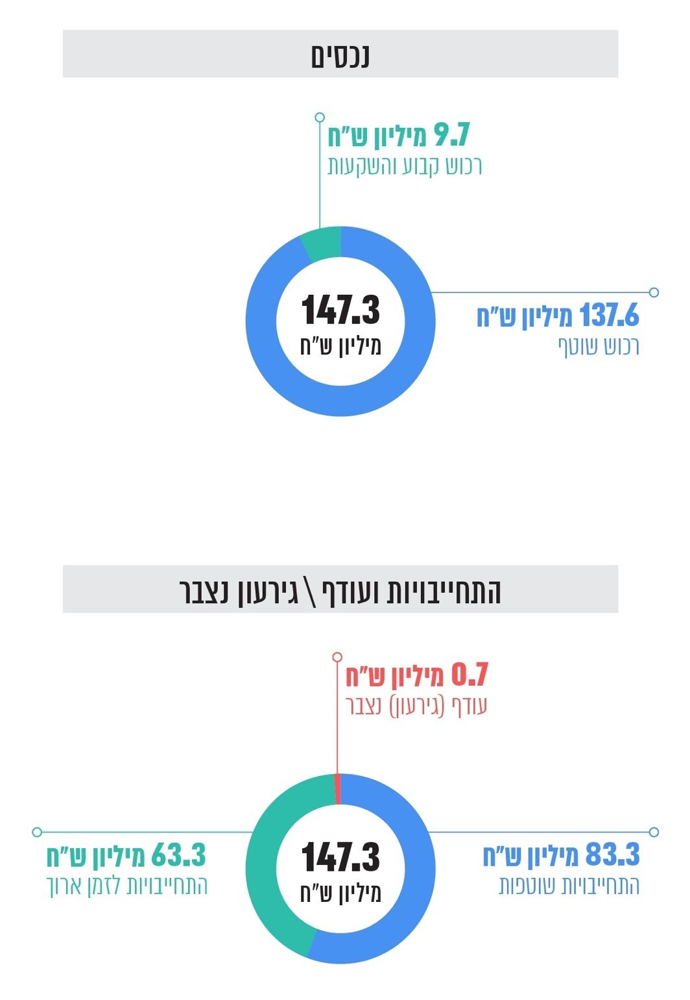 נכסים
9.7 מיליון ש"ח
רכוש קבוע והשקעות
147.3
מיליון ש"ח
137.6 מיליון ש"ח
רכוש שוטף
התחייבויות ועודף \ גירעון נצבר
0.7 מיליון ש"ח
עודף (גירעון) נצבר
83.3 מיליון ש"ח
התחייבויות שוטפות
147.3
מיליון ש"ח
63.3 מיליון ש"ח
התחייבויות לזמן ארוך